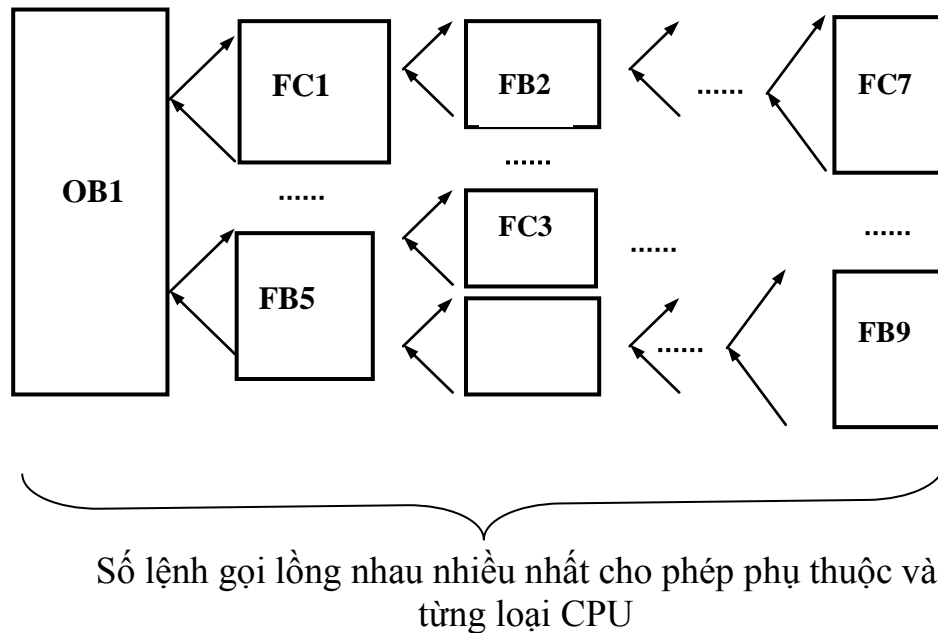 FC1
FB2
......
FC7
......
OB1
......
FC3
......
......
FB5
......
FB9
Số lệnh gọi lồng nhau nhiều nhất cho phép phụ thuộc và
từng loại CPU